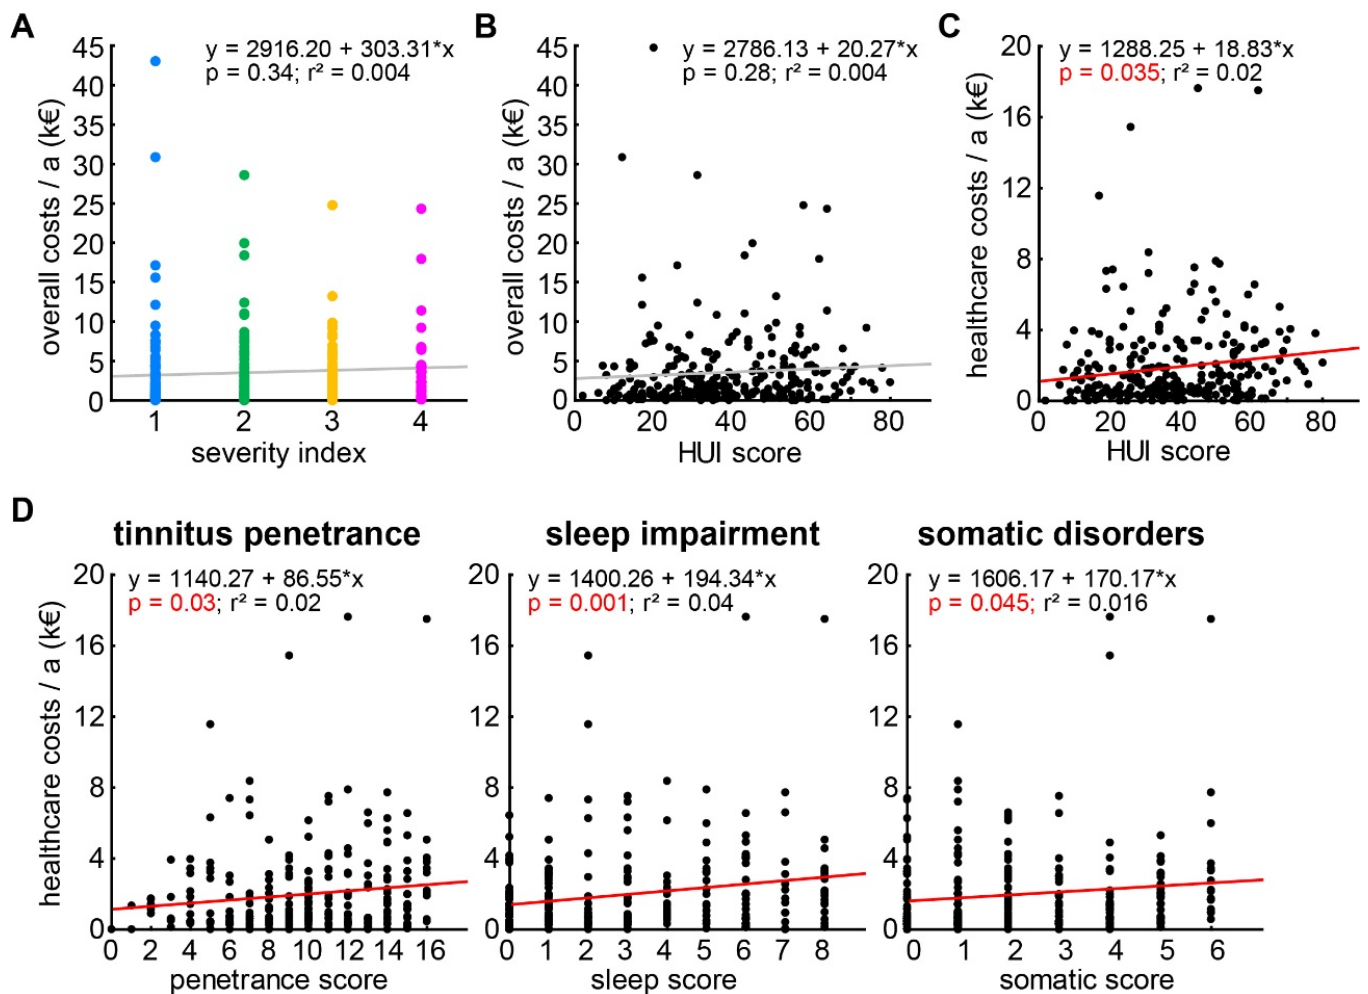 A
y = 2916.20 + 303.31*x
p = 0.34; r² = 0.004
overall costs / a (k€)
45
40
35
30
25
20
15
10
5
0
1 2 3 4
severity index
B
y = 2786.13 + 20.27*x
p = 0.28; r² = 0.004
overall costs / a (k€)
45
40
35
30
25
20
15
10
5
0
0 20 40 60 80
HUI score
C
y = 1288.25 + 18.83*x
p = 0.035; r² = 0.02
healthcare costs / a (k€)
20
16
12
8
4
0
0 20 40 60 80
HUI score
D
tinnitus penetrance
y = 1140.27 + 86.55*x
p = 0.03; r² = 0.02
healthcare costs / a (k€)
20
16
12
8
4
0
0 2 4 6 8 10 12 14 16
penetrance score
sleep impairment
y = 1400.26 + 194.34*x
p = 0.001; r² = 0.04
20
16
12
8
4
0
0 1 2 3 4 5 6 7 8
sleep score
somatic disorders
y = 1606.17 + 170.17*x
p = 0.045; r² = 0.016
20
16
12
8
4
0
0 1 2 3 4 5 6
somatic score